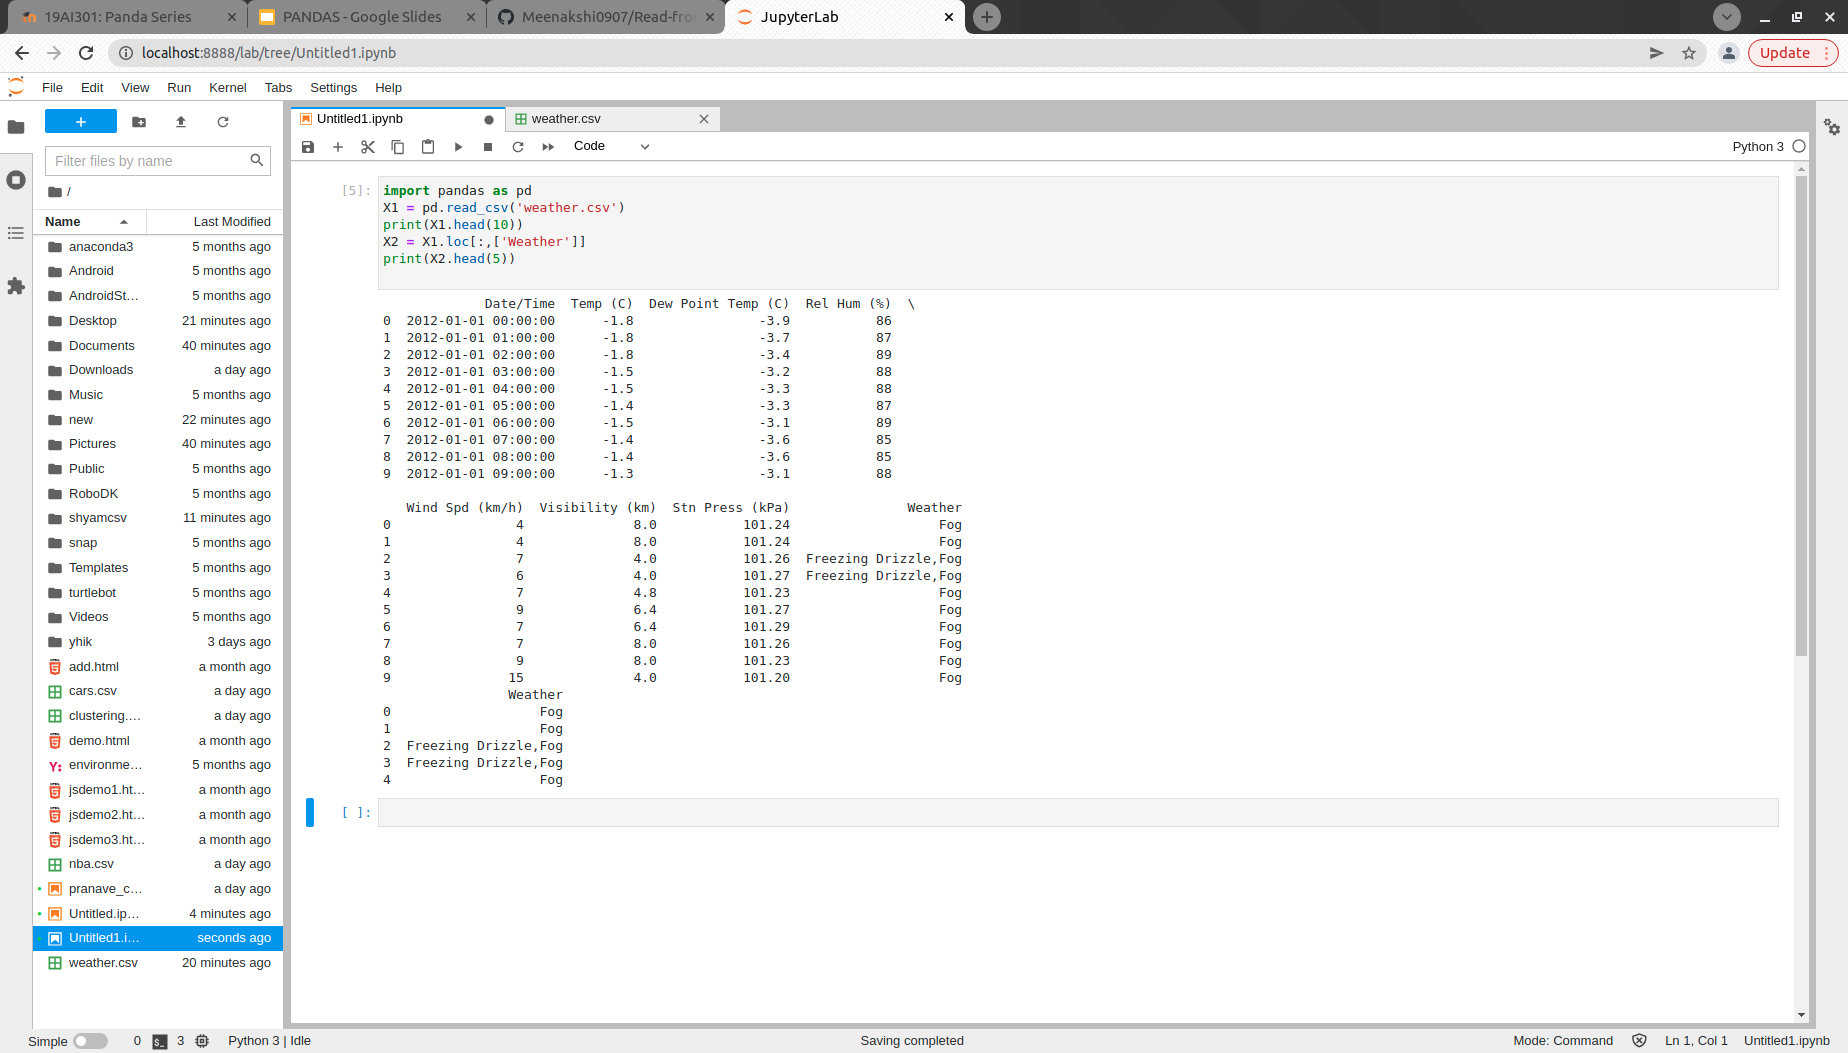 19AI301: Panda Series
PANDAS - Google Slides
Meenakshi0907/Read-fro
JupyterLab
localhost:8888/lab/tree/Untitled1.ipynb
Update
File Edit View Run Kernel Tabs Settings Help
Untitled1.ipynb
weather.csv
Code
Python 3
Filter files by name
/
Name Last Modified
anaconda3 5 months ago
Android 5 months ago
AndroidSt... 5 months ago
Desktop 21 minutes ago
Documents 40 minutes ago
Downloads a day ago
Music 5 months ago
new 22 minutes ago
Pictures 40 minutes ago
Public 5 months ago
RoboDK 5 months ago
shyamcsv 11 minutes ago
snap 5 months ago
Templates 5 months ago
turtlebot 5 months ago
Videos 5 months ago
yhik 3 days ago
add.html a month ago
cars.csv a day ago
clustering.... a day ago
demo.html a month ago
environme... 5 months ago
jsdemo1.ht... a month ago
jsdemo2.ht... a month ago
jsdemo3.ht... a month ago
nba.csv a day ago
pranave_c... a day ago
Untitled.ip... 4 minutes ago
Untitled1.i... seconds ago
weather.csv 20 minutes ago
[5]: import pandas as pd
X1 = pd.read_csv('weather.csv')
print(X1.head(10))
X2 = X1.loc[:,['Weather']]
print(X2.head(5))
Date/Time Temp (C) Dew Point Temp (C) Rel Hum (%) \
0 2012-01-01 00:00:00 -1.8 -3.9 86
1 2012-01-01 01:00:00 -1.8 -3.7 87
2 2012-01-01 02:00:00 -1.8 -3.4 89
3 2012-01-01 03:00:00 -1.5 -3.2 88
4 2012-01-01 04:00:00 -1.5 -3.3 88
5 2012-01-01 05:00:00 -1.4 -3.3 87
6 2012-01-01 06:00:00 -1.5 -3.1 89
7 2012-01-01 07:00:00 -1.4 -3.6 85
8 2012-01-01 08:00:00 -1.4 -3.6 85
9 2012-01-01 09:00:00 -1.3 -3.1 88
Wind Spd (km/h) Visibility (km) Stn Press (kPa) Weather
0 4 8.0 101.24 Fog
1 4 8.0 101.24 Fog
2 7 4.0 101.26 Freezing Drizzle,Fog
3 6 4.0 101.27 Freezing Drizzle,Fog
4 7 4.8 101.23 Fog
5 9 6.4 101.27 Fog
6 7 6.4 101.29 Fog
7 7 8.0 101.26 Fog
8 9 8.0 101.23 Fog
9 15 4.0 101.20 Fog
Weather
0 Fog
1 Fog
2 Freezing Drizzle,Fog
3 Freezing Drizzle,Fog
4 Fog
[ ]:
Simple 0 3 Python 3 | Idle Saving completed Mode: Command Ln 1, Col 1 Untitled1.ipynb